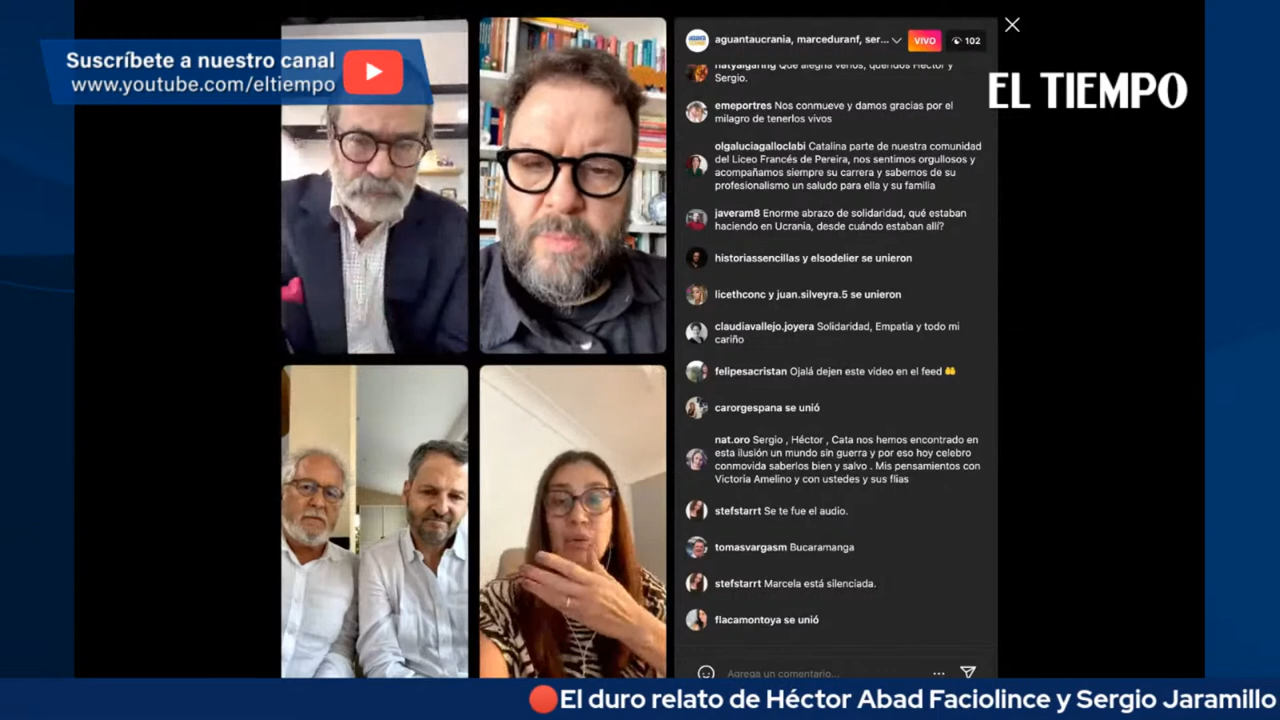 Suscríbete a nuestro canal
www.youtube.com/eltiempo
aguantaucrania, marceduranf, ser...
VIVO
102
EL TIEMPO
natyalgaring Que alegría verlos, queridos Héctor y
Sergio.
emeportres Nos conmueve y damos gracias por el
milagro de tenerlos vivos
olgaluciagalloclabi Catalina parte de nuestra comunidad
del Liceo Francés de Pereira, nos sentimos orgullosos y
acompañamos siempre su carrera y sabemos de su
profesionalismo un saludo para ella y su familia
javeram8 Enorme abrazo de solidaridad, qué estaban
haciendo en Ucrania, desde cuándo estaban allí?
historiassencillas y elsodelier se unieron
licethconc y juan.silveyra.5 se unieron
claudiavallejo.joyera Solidaridad, Empatia y todo mi
cariño
felipesacristan Ojalá dejen este video en el feed
carorgespana se unió
nat.oro Sergio , Héctor , Cata nos hemos encontrado en
esta ilusión un mundo sin guerra y por eso hoy celebro
conmovida saberlos bien y salvo . Mis pensamientos con
Victoria Amelino y con ustedes y sus flias
stefstarrt Se te fue el audio.
tomasvargasm Bucaramanga
stefstarrt Marcela está silenciada.
flacamontoya se unió
Agrega un comentario...
El duro relato de Héctor Abad Faciolince y Sergio Jaramillo